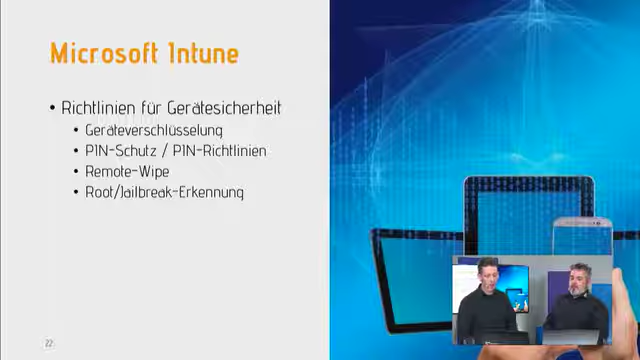 Microsoft Intune
• Richtlinien für Gerätesicherheit
• Geräteverschlüsselung
• PIN-Schutz / PIN-Richtlinien
• Remote-Wipe
• Root/Jailbreak-Erkennung
22